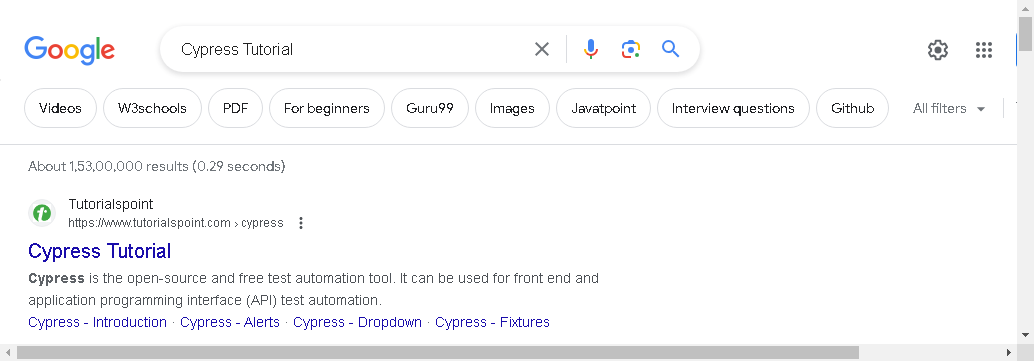 Google
Cypress Tutorial
Videos W3schools PDF For beginners Guru99 Images Javatpoint Interview questions Github All filters
About 1,53,00,000 results (0.29 seconds)
Tutorialspoint
https://www.tutorialspoint.com › cypress
Cypress Tutorial
Cypress is the open-source and free test automation tool. It can be used for front end and
application programming interface (API) test automation.
Cypress - Introduction · Cypress - Alerts · Cypress - Dropdown · Cypress - Fixtures